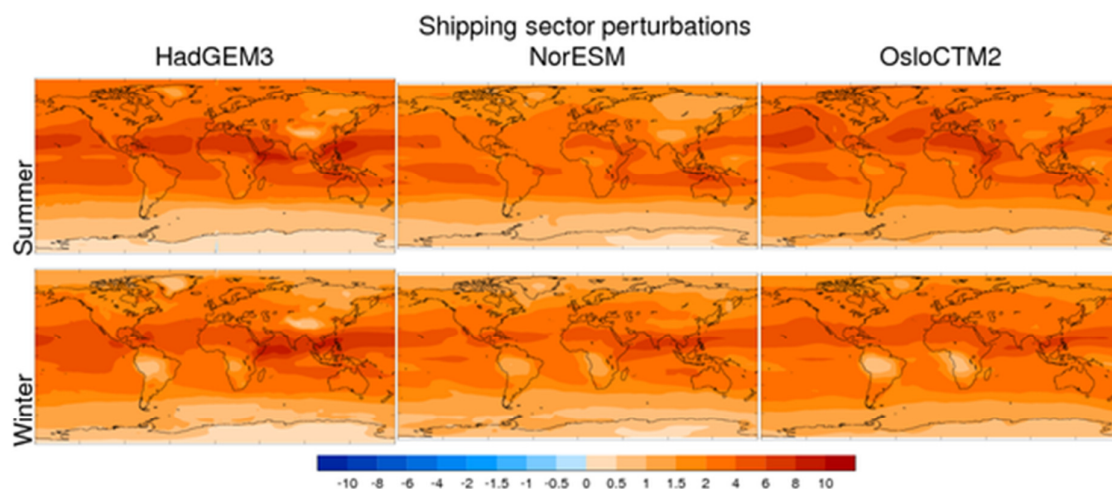 Shipping sector perturbations
HadGEM3 NorESM OsloCTM2
Summer
Winter
-10 -8 -6 -4 -2 -1.5 -1 -0.5 0 0.5 1 1.5 2 4 6 8 10